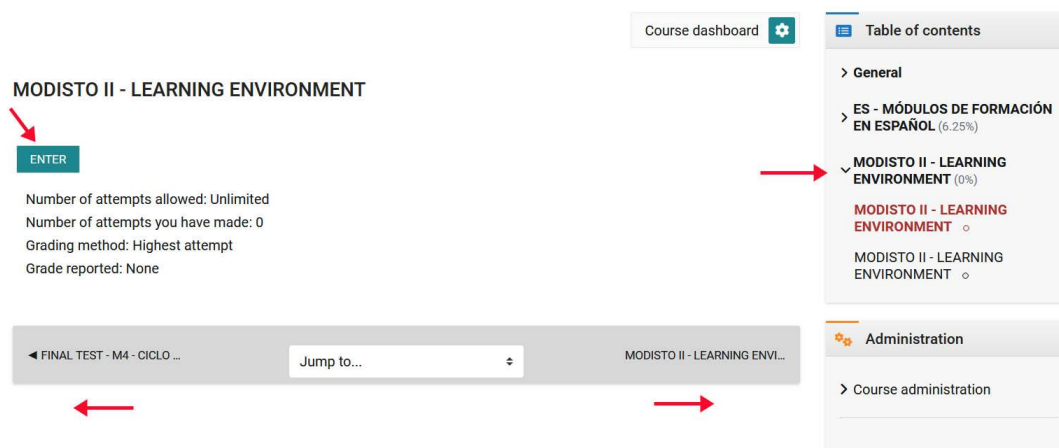 Course dashboard
MODISTO II - LEARNING ENVIRONMENT
ENTER
Number of attempts allowed: Unlimited
Number of attempts you have made: 0
Grading method: Highest attempt
Grade reported: None
◄ FINAL TEST - M4 - CICLO ...
Jump to...
MODISTO II - LEARNING ENVI...
Table of contents
General
ES - MÓDULOS DE FORMACIÓN
EN ESPAÑOL (6.25%)
MODISTO II - LEARNING
ENVIRONMENT (0%)
MODISTO II - LEARNING
ENVIRONMENT
MODISTO II - LEARNING
ENVIRONMENT
Administration
Course administration